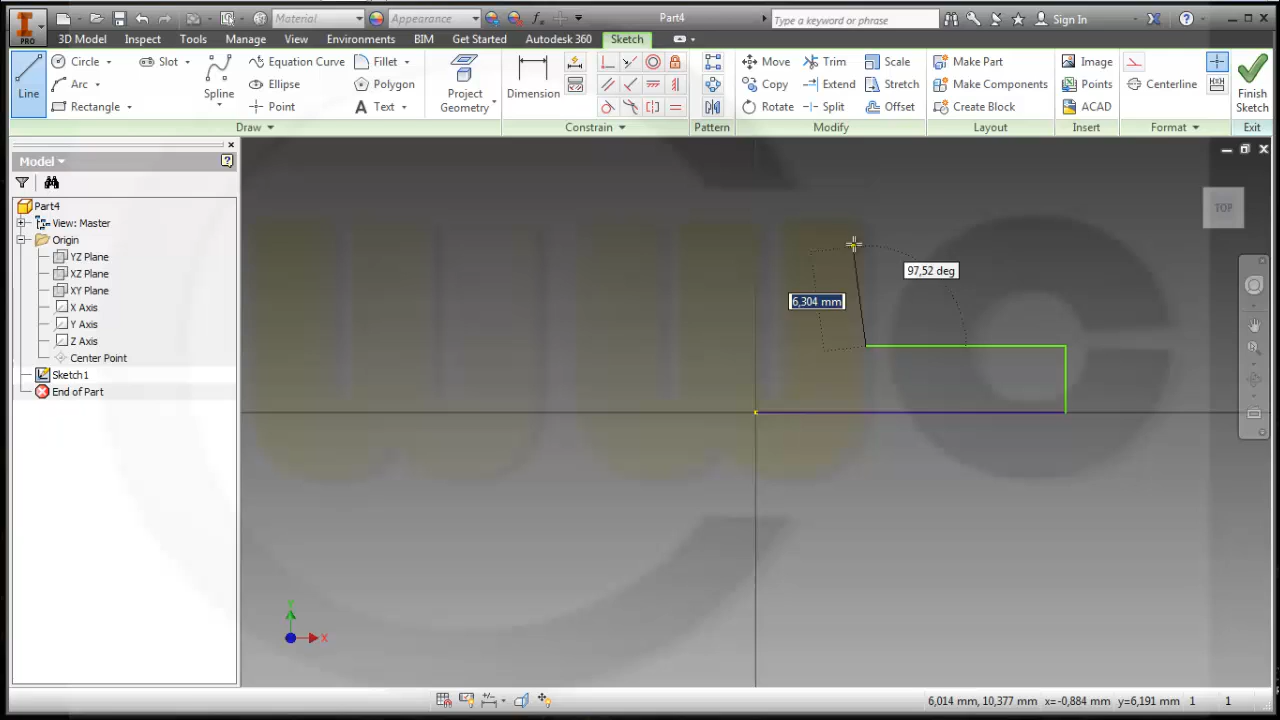 PRO
Material
Appearance
Part4
Type a keyword or phrase
Sign In
3D Model
Inspect
Tools
Manage
View
Environments
BIM
Get Started
Autodesk 360
Sketch
Line
Circle
Arc
Rectangle
Slot
Spline
Equation Curve
Ellipse
Point
Fillet
Polygon
Text
Project
Geometry
Dimension
Move
Copy
Rotate
Trim
Extend
Split
Scale
Stretch
Offset
Make Part
Make Components
Create Block
Image
Points
ACAD
Centerline
Finish
Sketch
Draw
Constrain
Pattern
Modify
Layout
Insert
Format
Exit
Model
Part4
View: Master
Origin
YZ Plane
XZ Plane
XY Plane
X Axis
Y Axis
Z Axis
Center Point
Sketch1
End of Part
TOP
97,52 deg
6,304 mm
Y
X
6,014 mm, 10,377 mm x=-0,884 mm y=6,191 mm 1 1